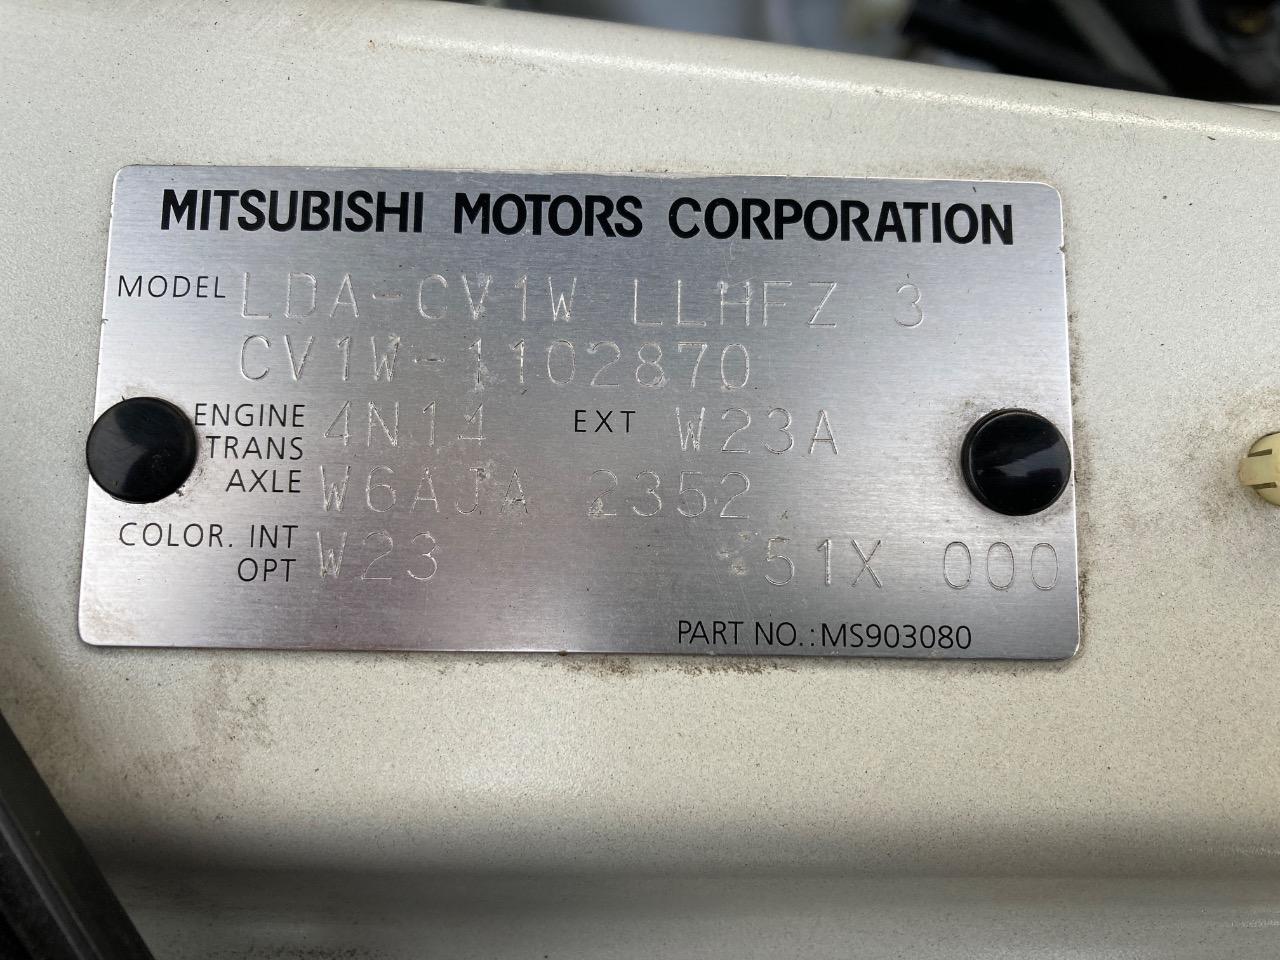 MITSUBISHI MOTORS CORPORATION
MODEL LDA-CV1W LLHFZ 3
CV1W-1102870
ENGINE 4N14 EXT W23A
TRANS
AXLE W6AJA 2352
COLOR. INT W23 51X 000
OPT
PART NO.:MS903080